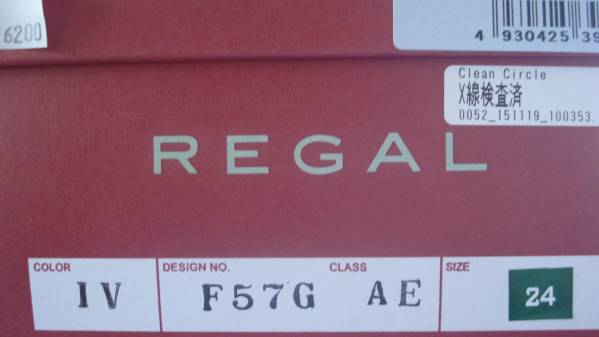 16200
4 930425 39
Clean Circle
X線検査済
0052_151119_100353.
REGAL
COLOR DESIGN NO. CLASS SIZE
IV F57G AE 24